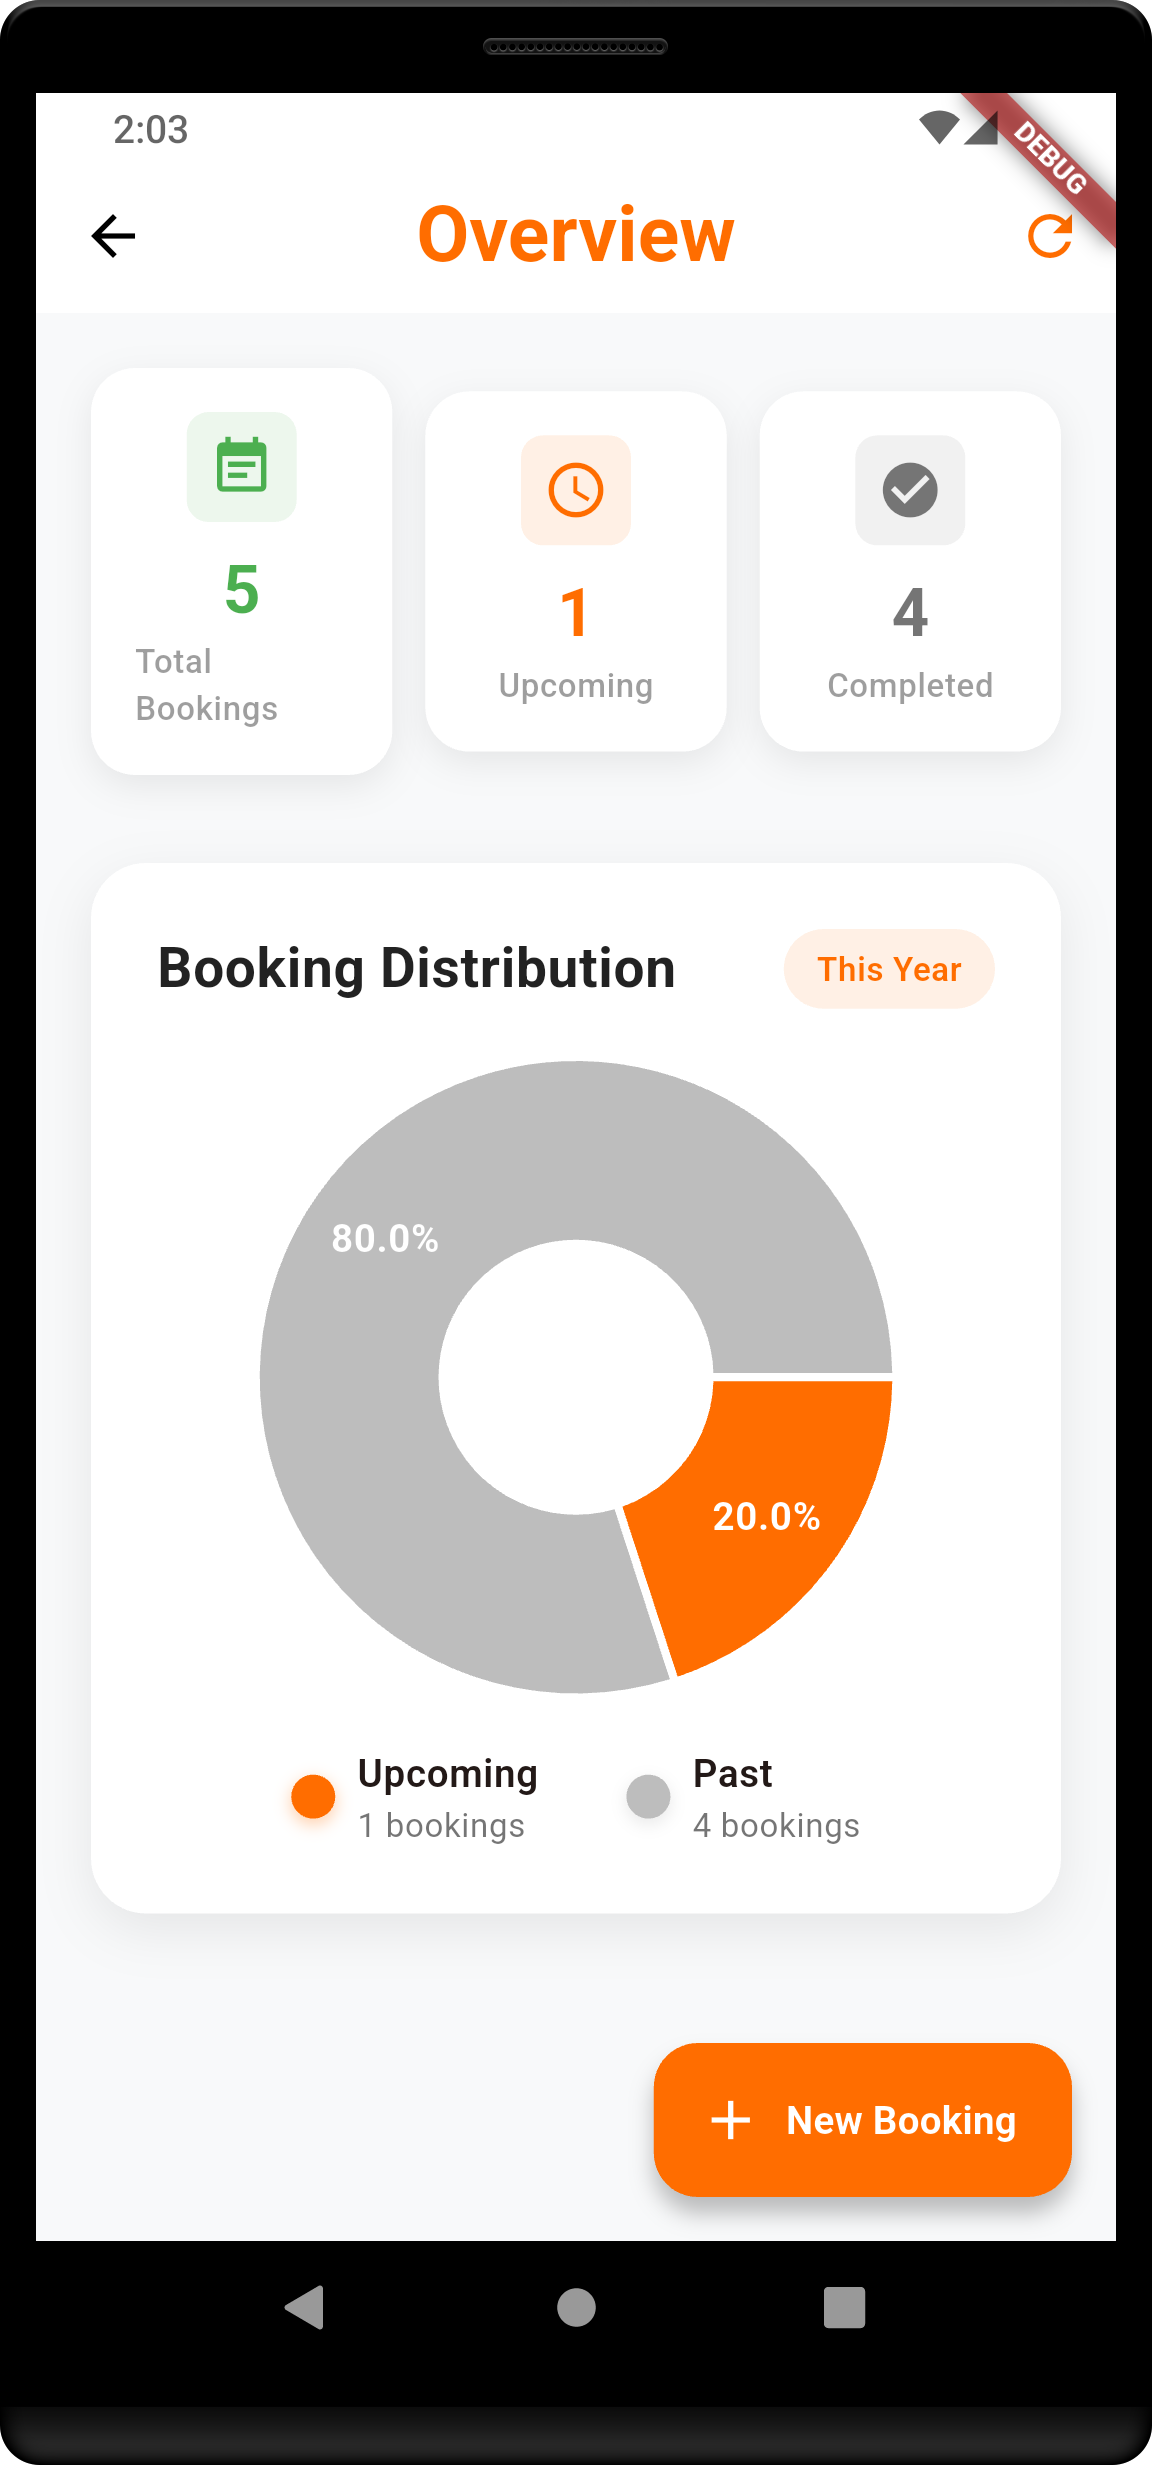 2:03
DEBUG
Overview
5
Total
Bookings
1
Upcoming
4
Completed
Booking Distribution
This Year
80.0%
20.0%
Upcoming
1 bookings
Past
4 bookings
New Booking